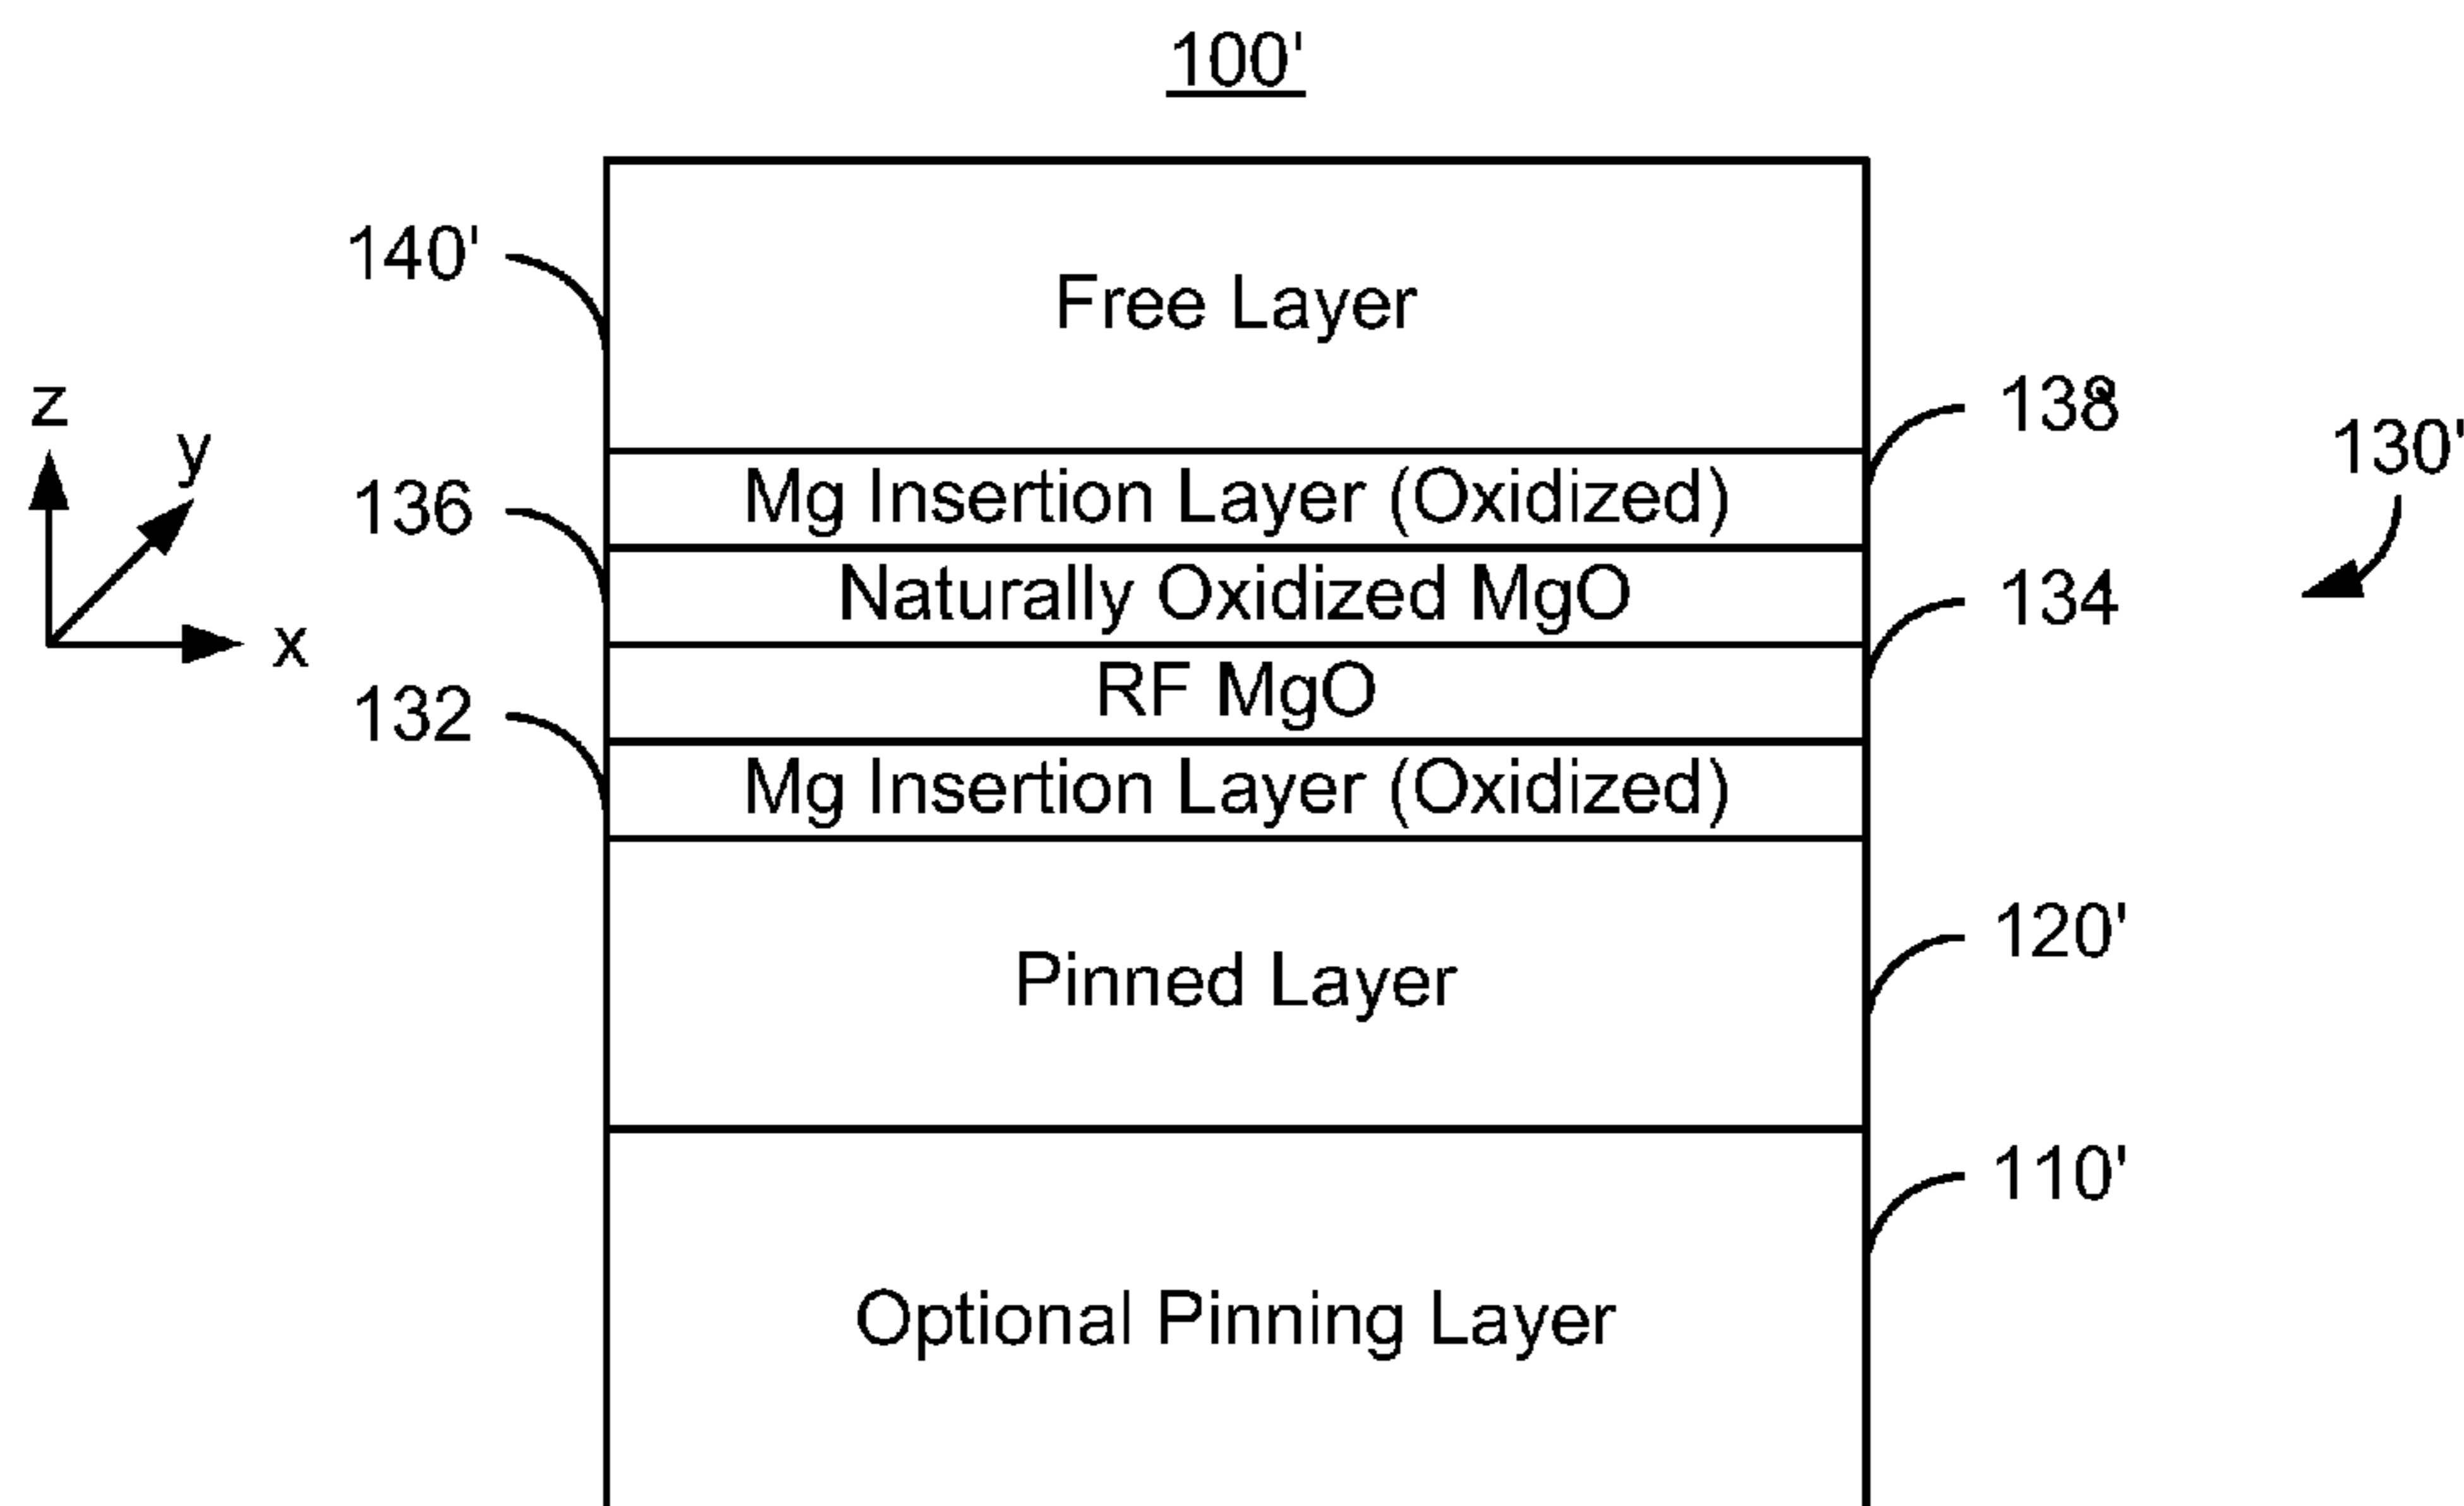 100'
140'
Free Layer
138
130'
z
y
x
136
Mg Insertion Layer (Oxidized)
Naturally Oxidized MgO
134
RF MgO
132
Mg Insertion Layer (Oxidized)
120'
Pinned Layer
110'
Optional Pinning Layer